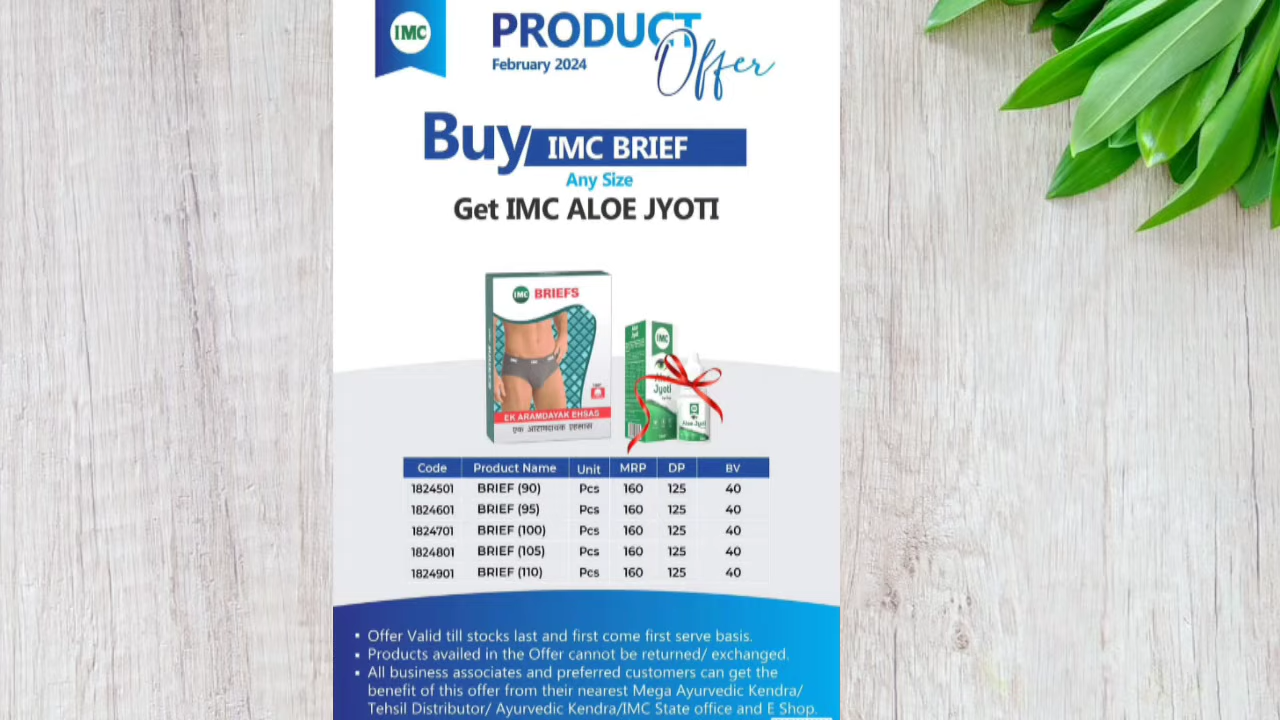 IMC
PRODUCT
Offer
February 2024
Buy IMC BRIEF
Any Size
Get IMC ALOE JYOTI
IMC BRIEFS
IMC
Jyoti
EK ARAMDAYAK EHSAS
एक आरामदायक एहसास
Aloe Jyoti
Code Product Name Unit MRP DP BV
1824501 BRIEF (90) Pcs 160 125 40
1824601 BRIEF (95) Pcs 160 125 40
1824701 BRIEF (100) Pcs 160 125 40
1824801 BRIEF (105) Pcs 160 125 40
1824901 BRIEF (110) Pcs 160 125 40
▪ Offer Valid till stocks last and first come first serve basis.
▪ Products availed in the Offer cannot be returned/ exchanged.
▪ All business associates and preferred customers can get the
benefit of this offer from their nearest Mega Ayurvedic Kendra/
Tehsil Distributor/ Ayurvedic Kendra/IMC State office and E Shop.